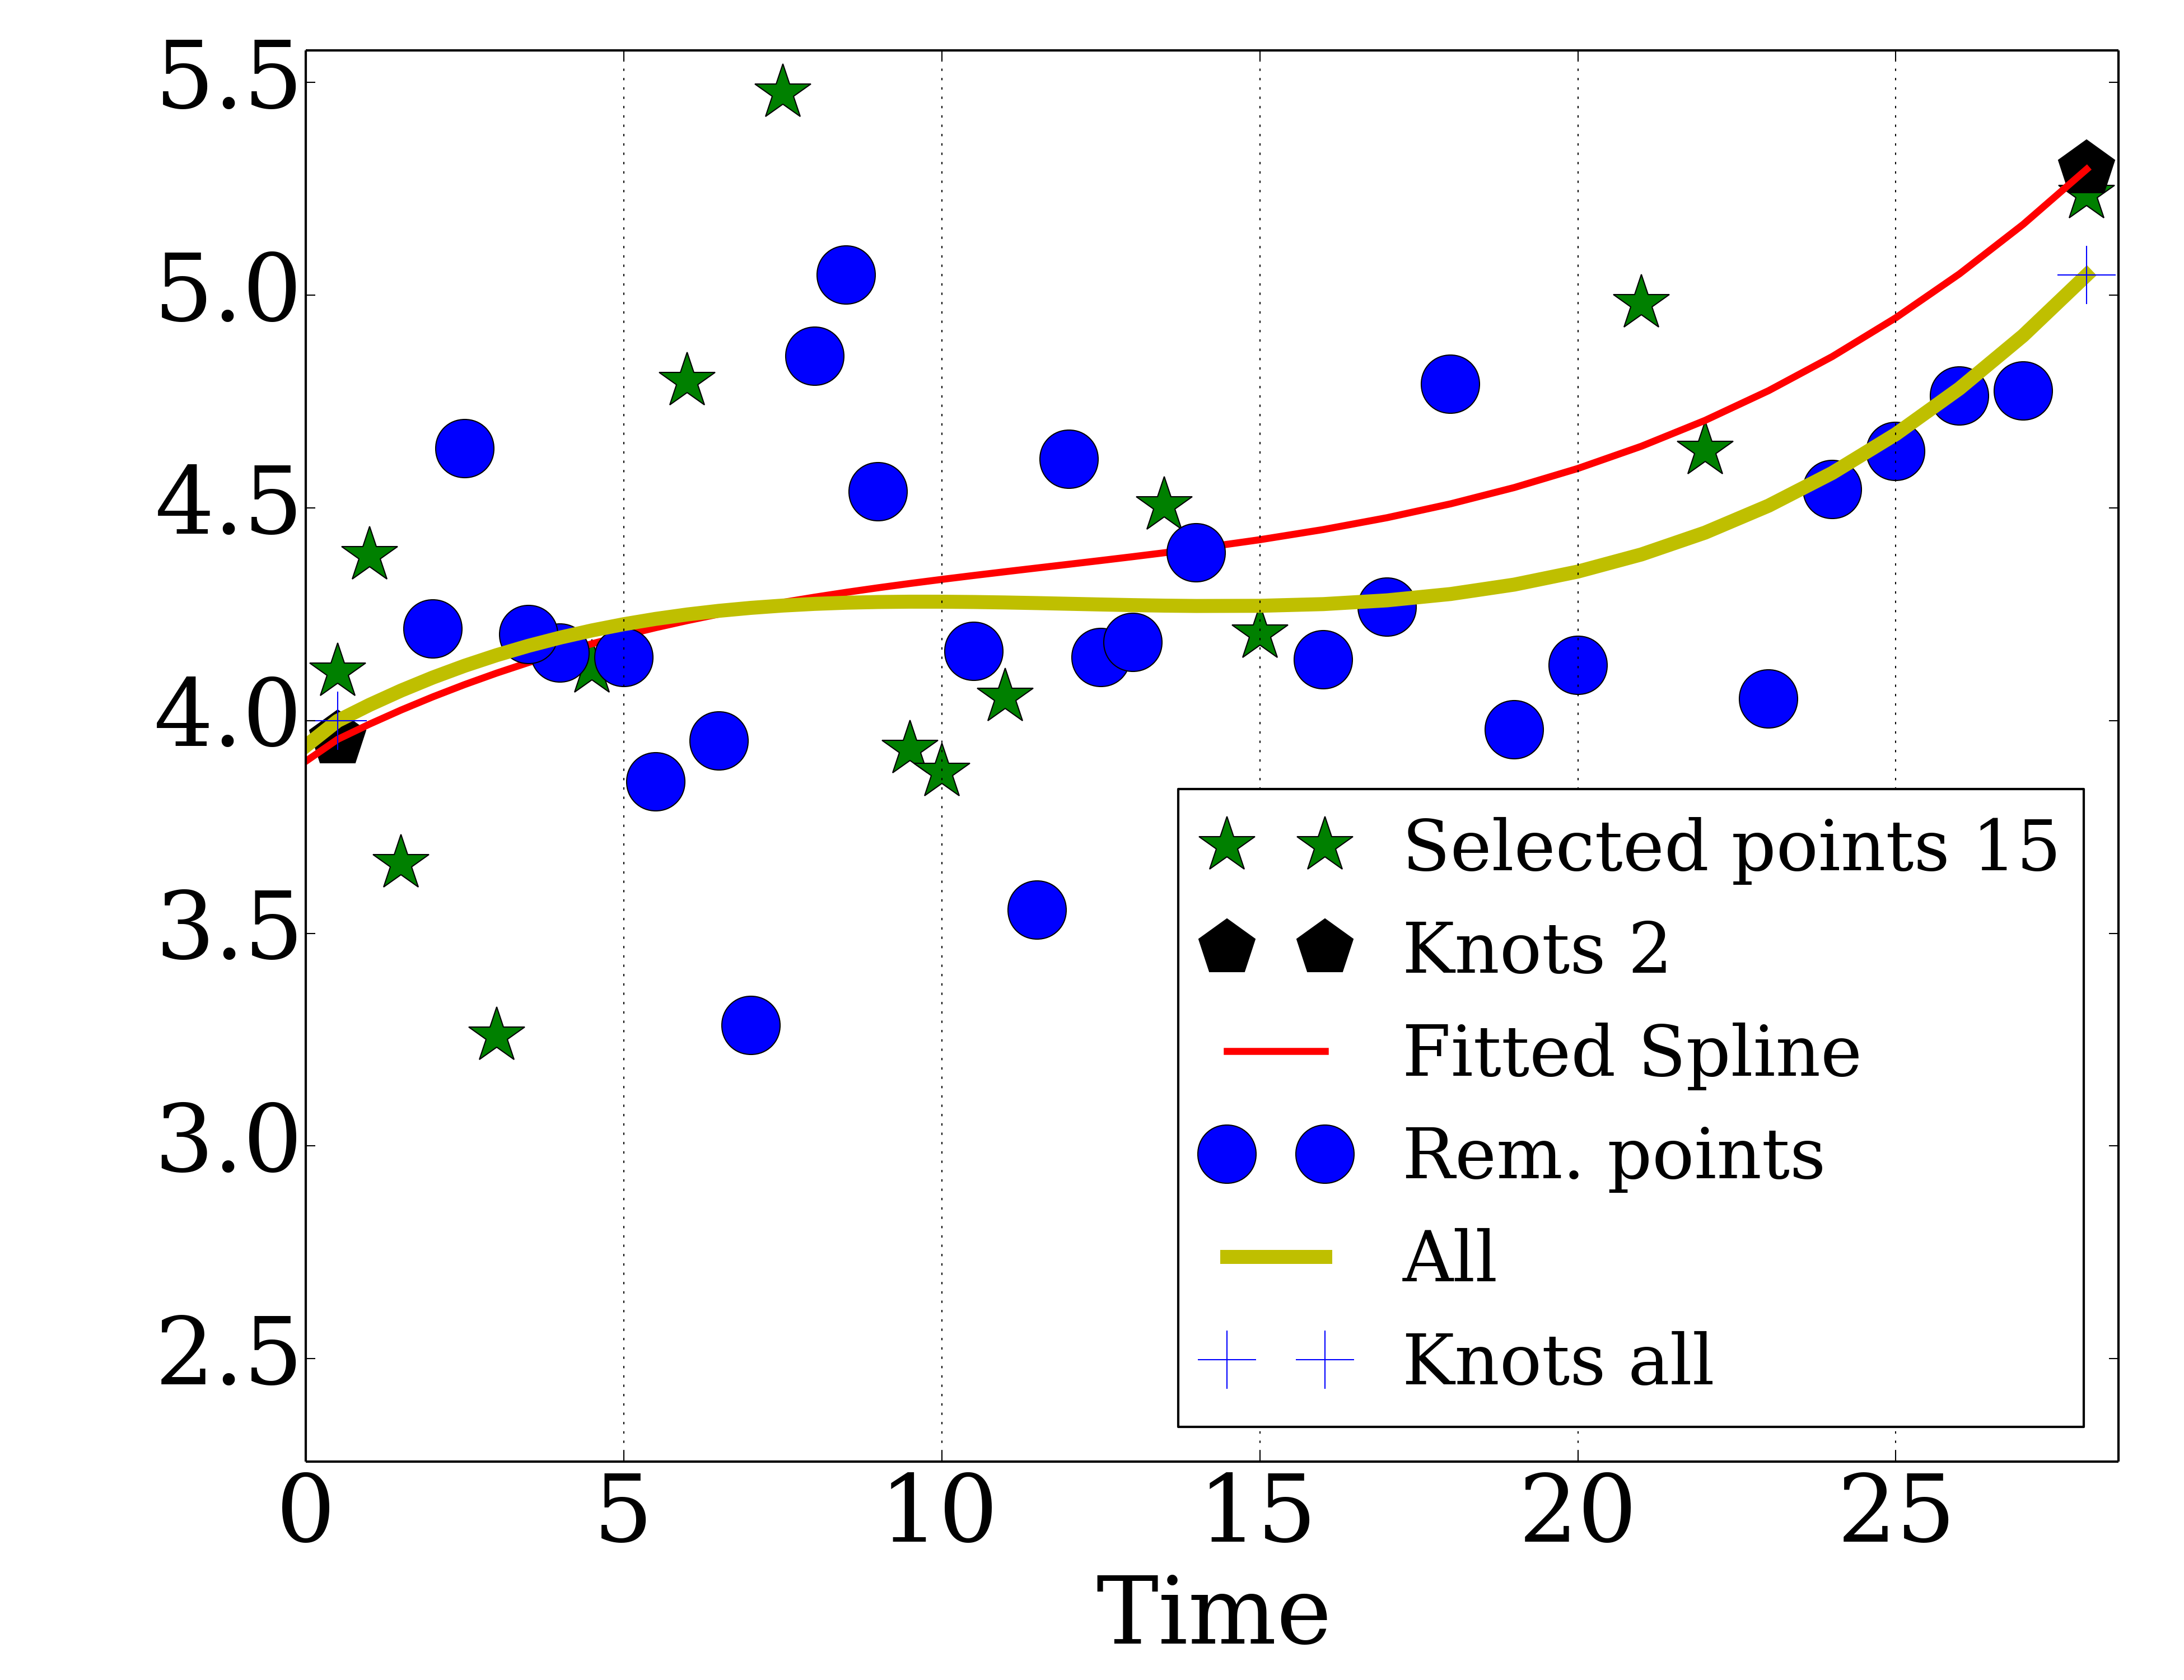 5.5
5.0
4.5
4.0
3.5
3.0
2.5
Selected points 15
Knots 2
Fitted Spline
Rem. points
All
Knots all
0 5 10 15 20 25
Time